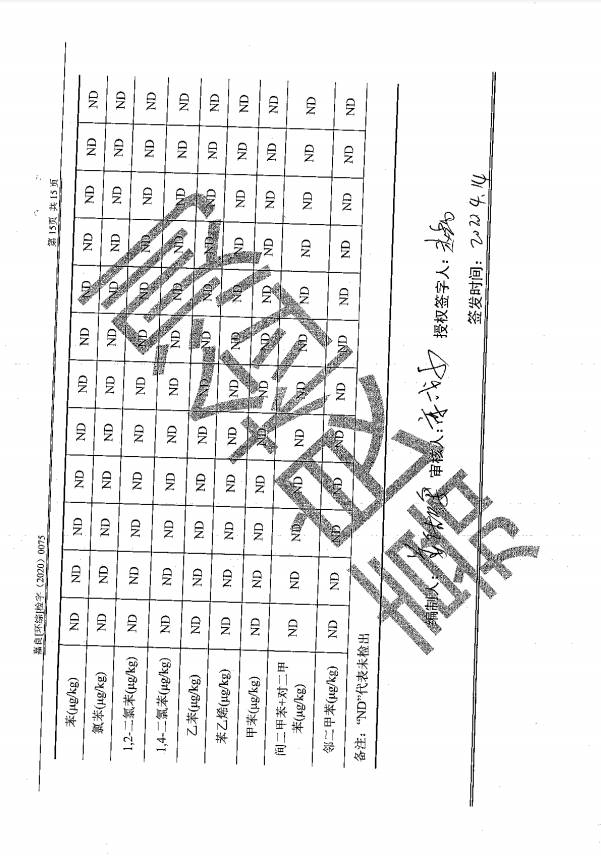 嘉良[环综]检字（2020）0075 第 15页 共 15 页
苯(μg/kg) ND ND ND ND ND ND ND ND ND ND ND ND
氯苯(μg/kg) ND ND ND ND ND ND ND ND ND ND ND ND
1,2-二氯苯(μg/kg) ND ND ND ND ND ND ND ND ND ND ND ND
1,4-二氯苯(μg/kg) ND ND ND ND ND ND ND ND ND ND ND ND
乙苯(μg/kg) ND ND ND ND ND ND ND ND ND ND ND ND
苯乙烯(μg/kg) ND ND ND ND ND ND ND ND ND ND ND ND
甲苯(μg/kg) ND ND ND ND ND ND ND ND ND ND ND ND
间二甲苯+对二甲
苯(μg/kg) ND ND ND ND ND ND ND ND ND ND ND ND
邻二甲苯(μg/kg) ND ND ND ND ND ND ND ND ND ND ND ND
备注：“ND”代表未检出
编制人： 审核人： 授权签字人：
签发时间： 2020 4. 14